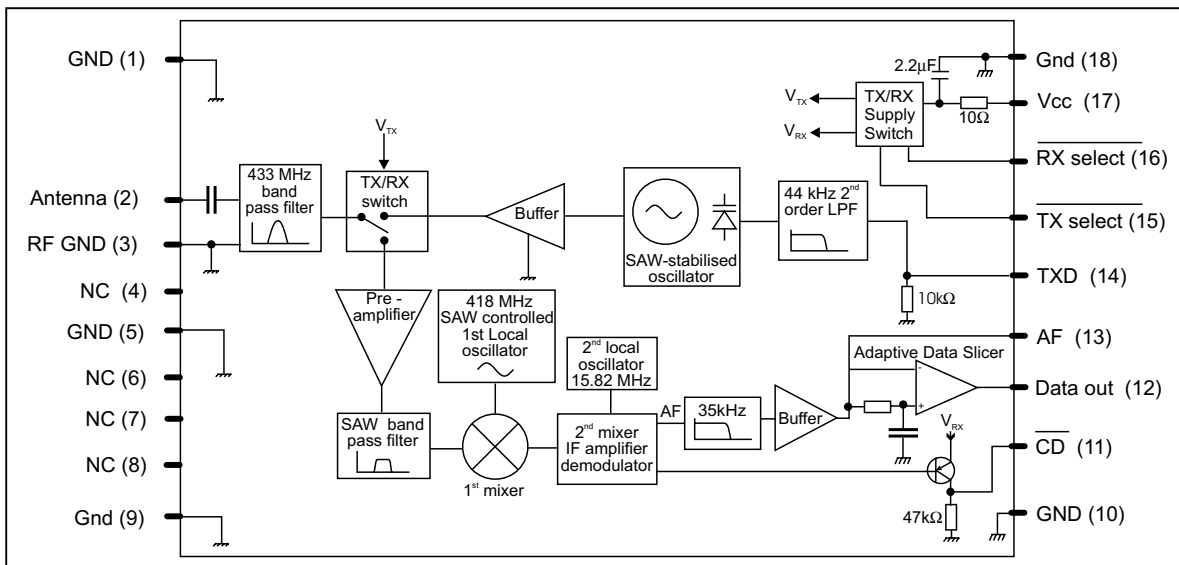 GND (1)
Antenna (2)
RF GND (3)
NC (4)
GND (5)
NC (6)
NC (7)
NC (8)
Gnd (9)
433 MHz
band
pass filter
VTX
TX/RX
switch
Buffer
SAW-stabilised
oscillator
44 kHz 2nd
order LPF
VTX
VRX
TX/RX
Supply
Switch
2.2µF
10Ω
10kΩ
Pre -
amplifier
418 MHz
SAW controlled
1st Local
oscillator
2nd local
oscillator
15.82 MHz
SAW band
pass filter
1st mixer
2nd mixer
IF amplifier
demodulator
AF
35kHz
Buffer
Adaptive Data Slicer
-
+
VRX
47kΩ
Gnd (18)
Vcc (17)
RX select (16)
TX select (15)
TXD (14)
AF (13)
Data out (12)
CD (11)
GND (10)